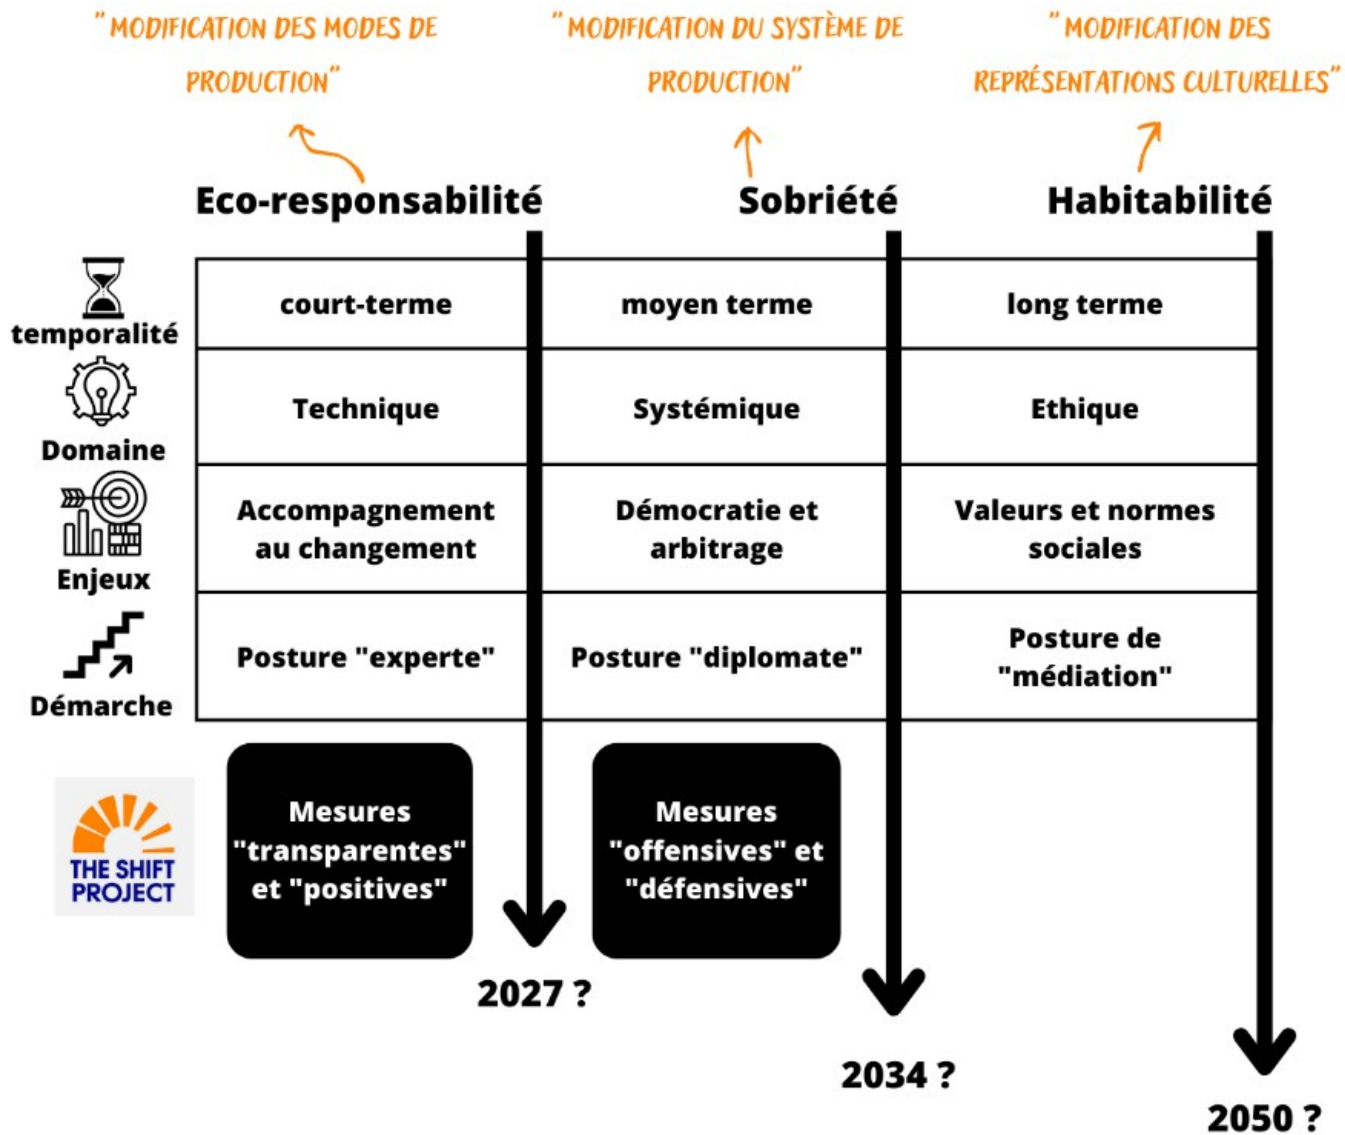 "MODIFICATION DES MODES DE
PRODUCTION"
"MODIFICATION DU SYSTÈME DE
PRODUCTION"
"MODIFICATION DES
REPRÉSENTATIONS CULTURELLES"
Eco-responsabilité
Sobriété
Habitabilité
temporalité
court-terme
moyen terme
long terme
Domaine
Technique
Systémique
Ethique
Enjeux
Accompagnement
au changement
Démocratie et
arbitrage
Valeurs et normes
sociales
Démarche
Posture "experte"
Posture "diplomate"
Posture de
"médiation"
THE SHIFT
PROJECT
Mesures
"transparentes"
et "positives"
Mesures
"offensives" et
"défensives"
2027 ?
2034 ?
2050 ?